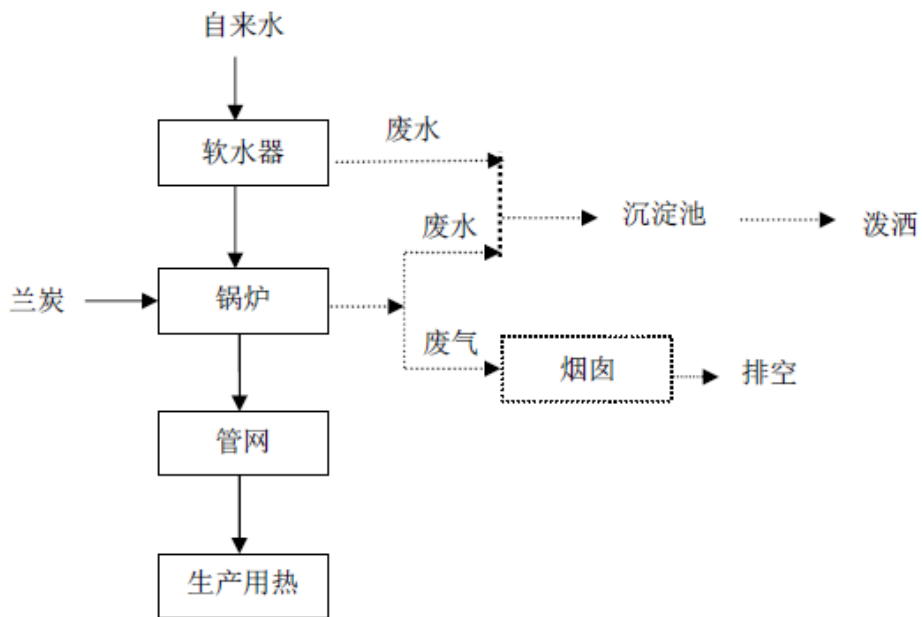 自来水
软水器
废水
沉淀池
泼洒
废水
兰炭
锅炉
废气
烟囱
排空
管网
生产用热